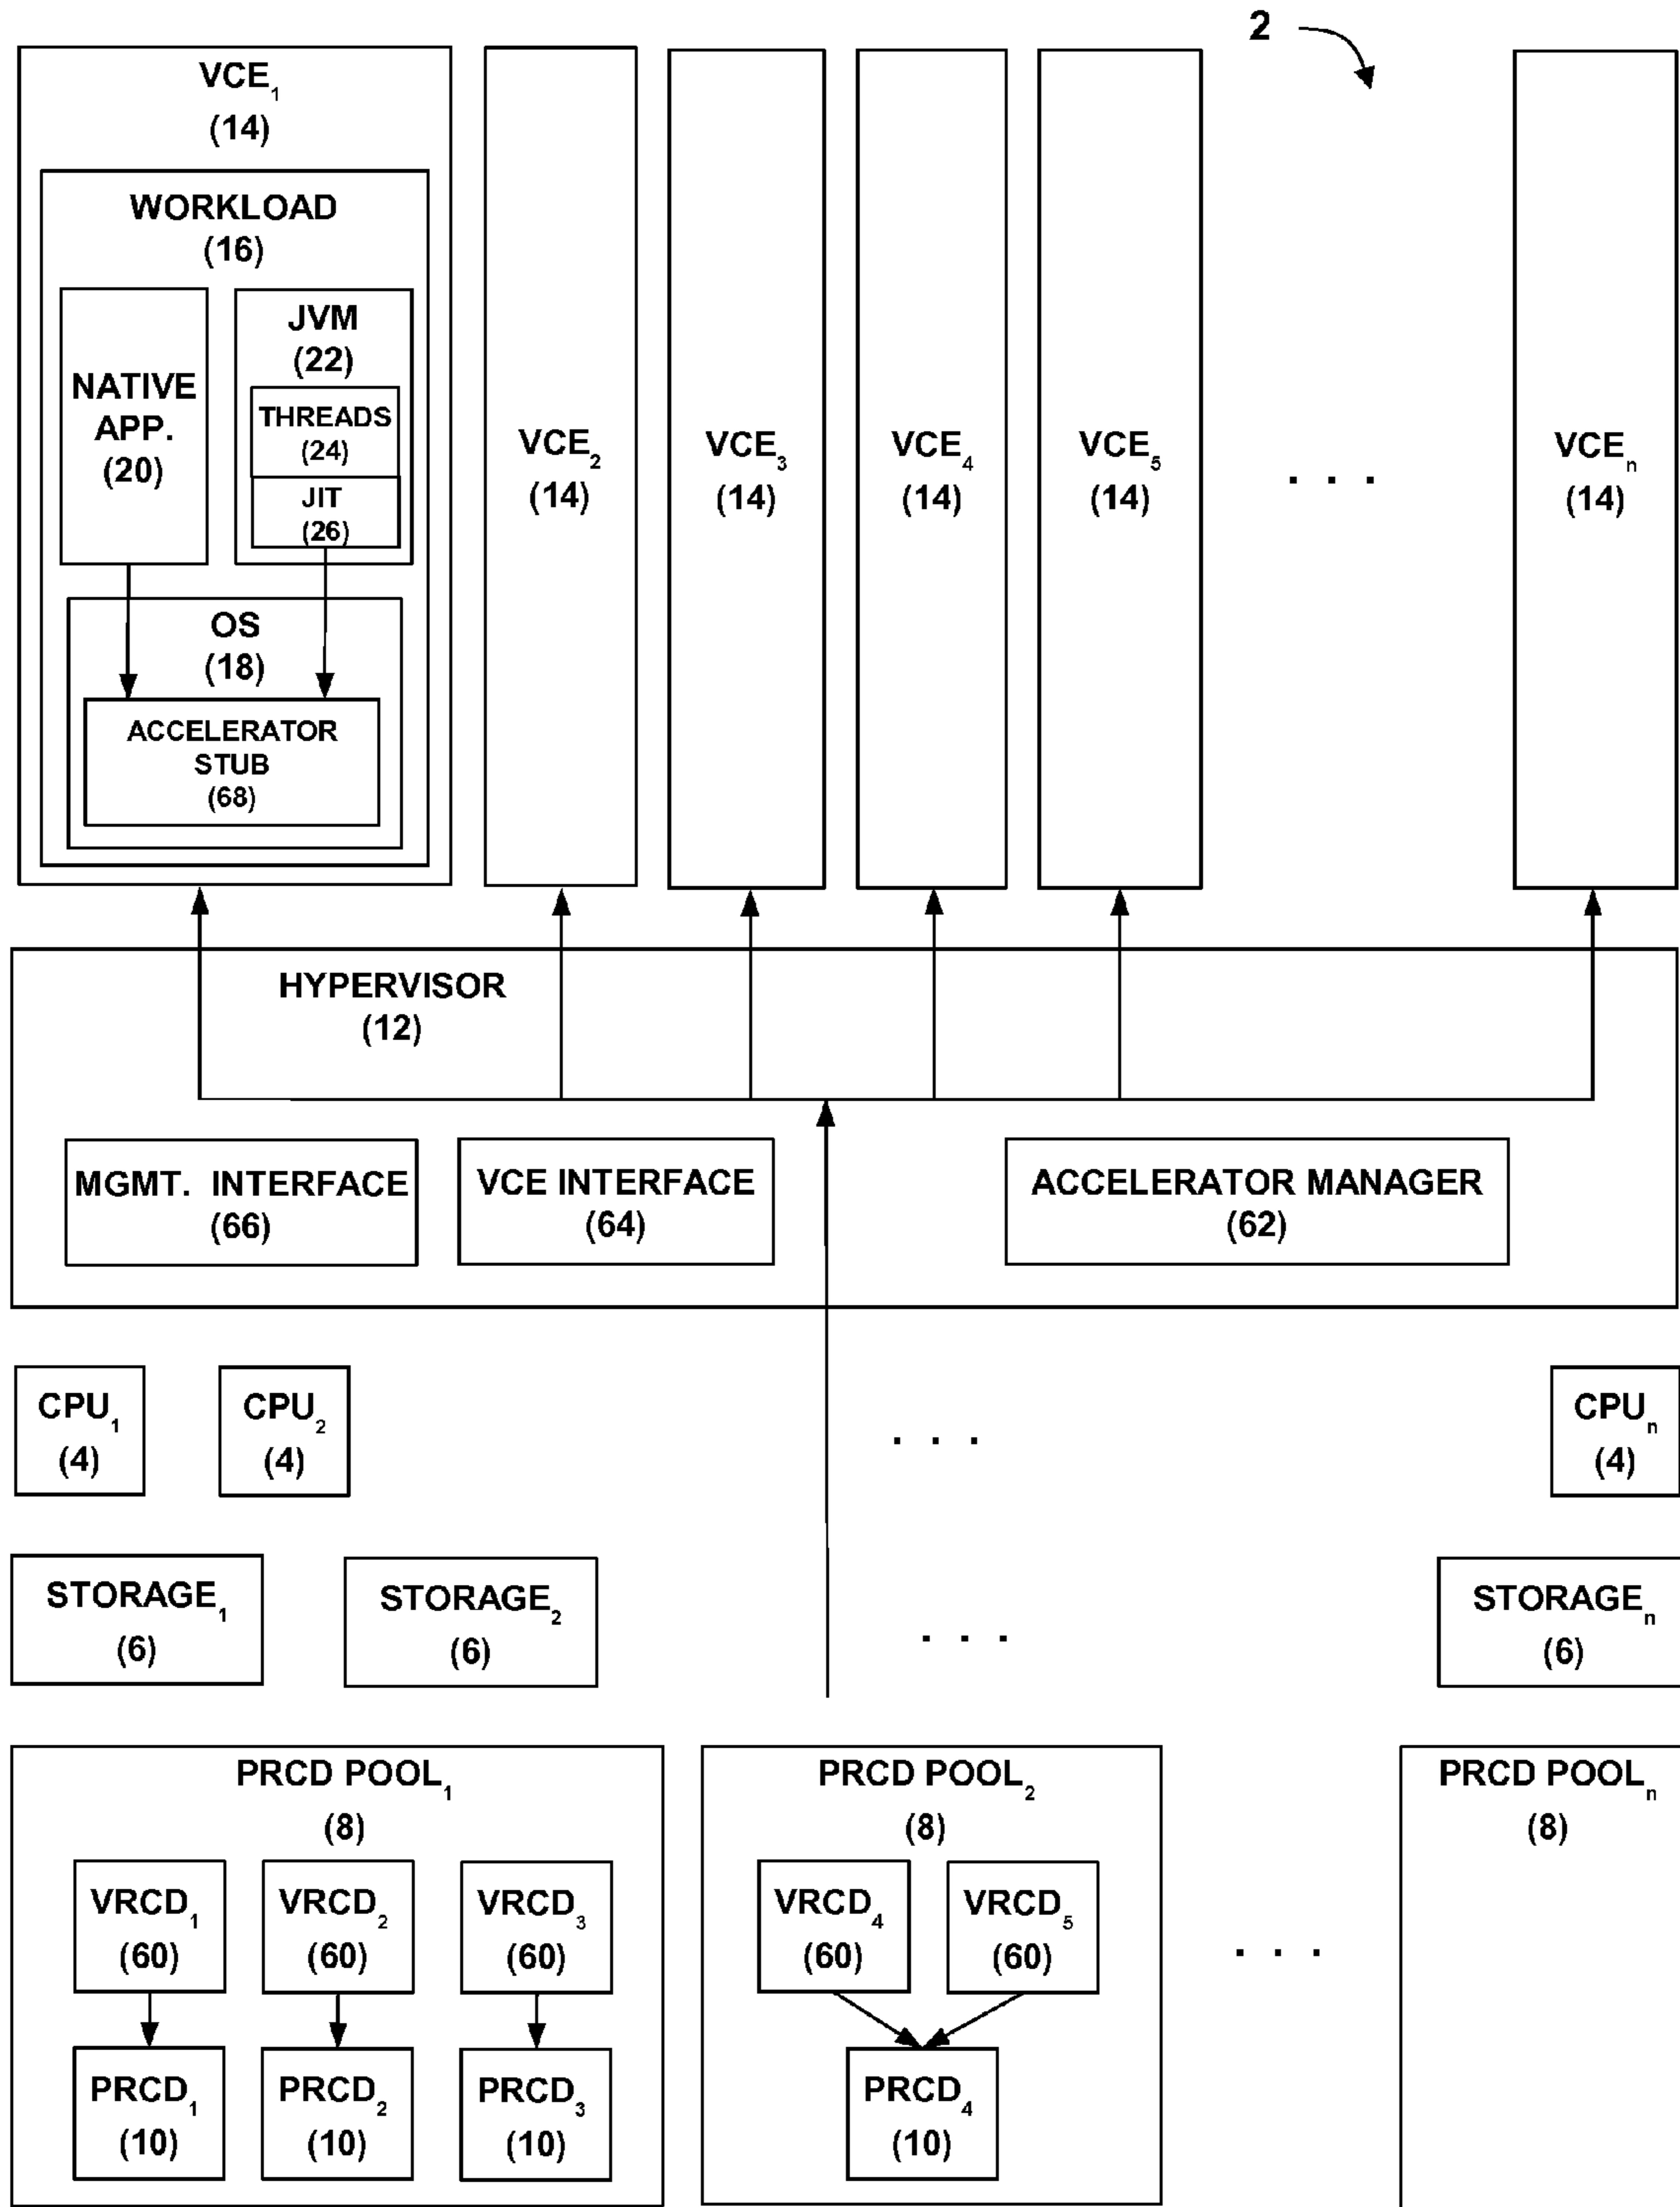 2
VCE₁
(14)
WORKLOAD
(16)
NATIVE
APP.
(20)
JVM
(22)
THREADS
(24)
JIT
(26)
OS
(18)
ACCELERATOR
STUB
(68)
VCE₂
(14)
VCE₃
(14)
VCE₄
(14)
VCE₅
(14)
. . .
VCEₙ
(14)
HYPERVISOR
(12)
MGMT. INTERFACE
(66)
VCE INTERFACE
(64)
ACCELERATOR MANAGER
(62)
CPU₁
(4)
CPU₂
(4)
. . .
CPUₙ
(4)
STORAGE₁
(6)
STORAGE₂
(6)
. . .
STORAGEₙ
(6)
PRCD POOL₁
(8)
VRCD₁
(60)
VRCD₂
(60)
VRCD₃
(60)
PRCD₁
(10)
PRCD₂
(10)
PRCD₃
(10)
PRCD POOL₂
(8)
VRCD₄
(60)
VRCD₅
(60)
PRCD₄
(10)
. . .
PRCD POOLₙ
(8)